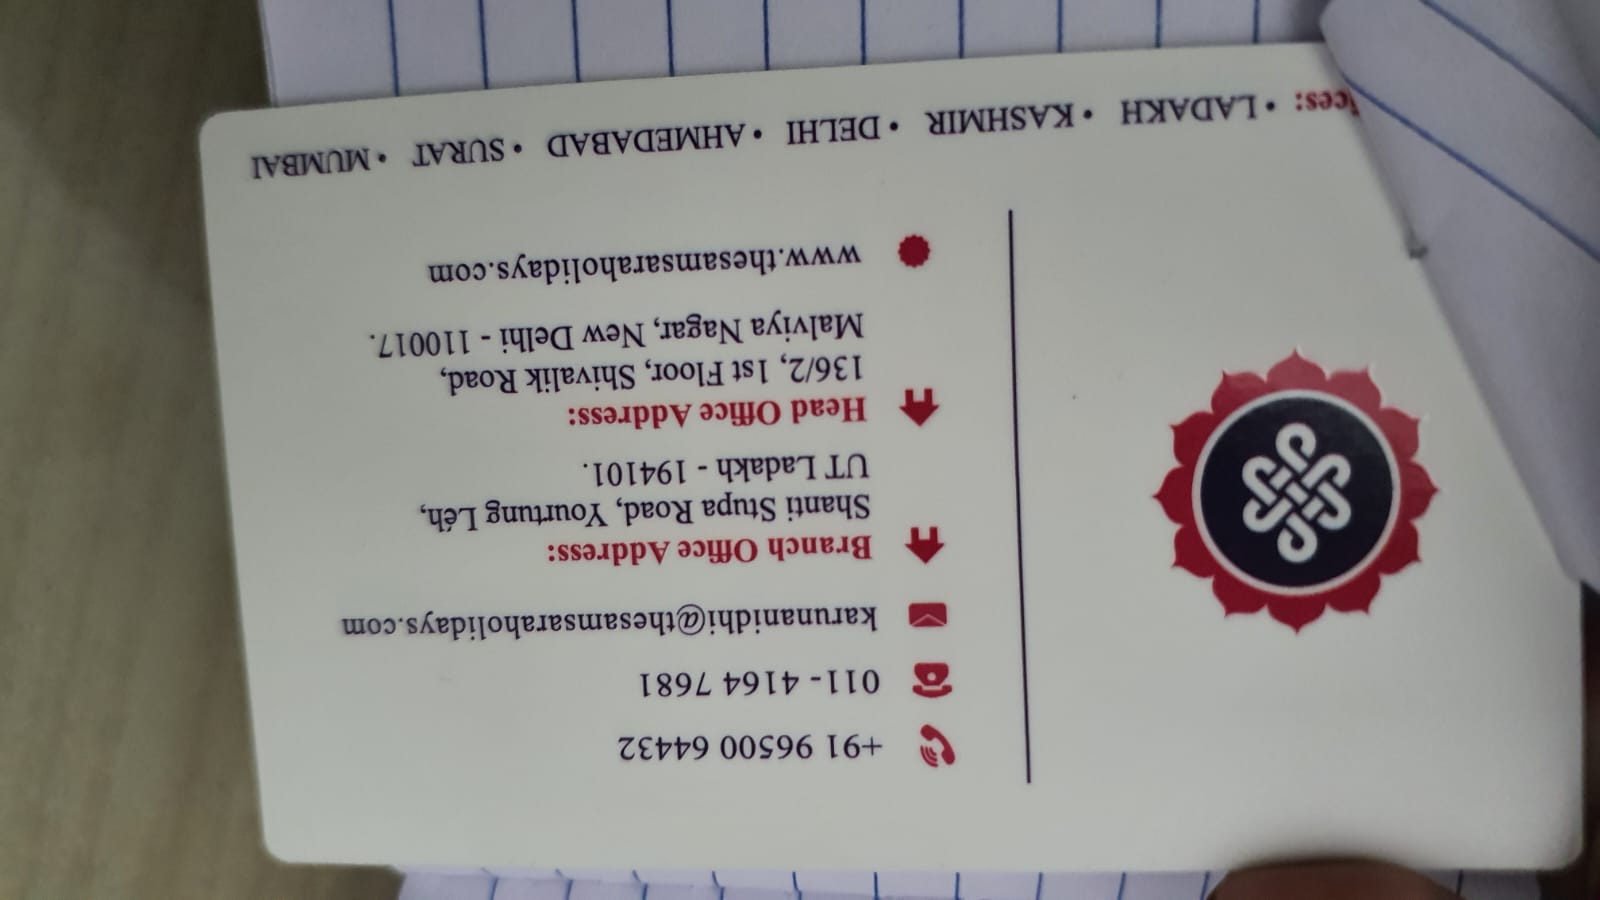 +91 96500 64432
011- 4164 7681
karunanidhi@thesamsaraholidays.com
Branch Office Address:
Shanti Stupa Road, Yourtung Leh,
UT Ladakh - 194101.
Head Office Address:
136/2, 1st Floor, Shivalik Road,
Malviya Nagar, New Delhi - 110017.
www.thesamsaraholidays.com
• LADAKH • KASHMIR • DELHI • AHMEDABAD • SURAT • MUMBAI